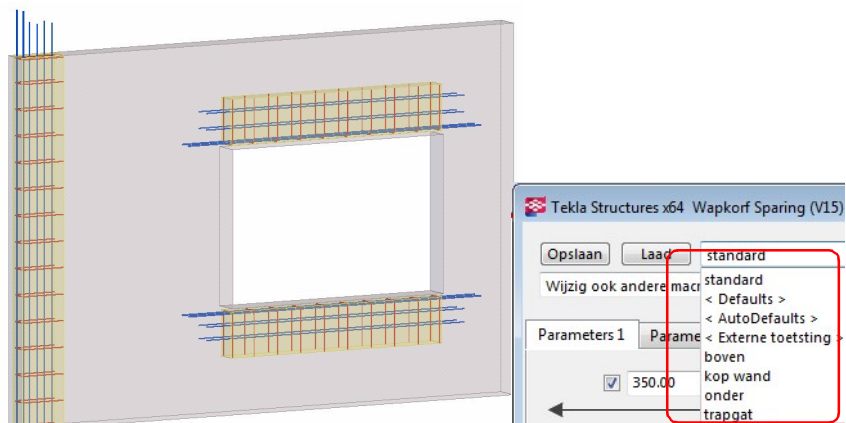 Tekla Structures x64 Wapkorf Sparing (V15)
Opslaan Laad standard
Wijzig ook andere macr
standard
< Defaults >
< AutoDefaults >
< Externe toetsting >
boven
kop wand
onder
trapgat
Parameters 1 Parame
350.00